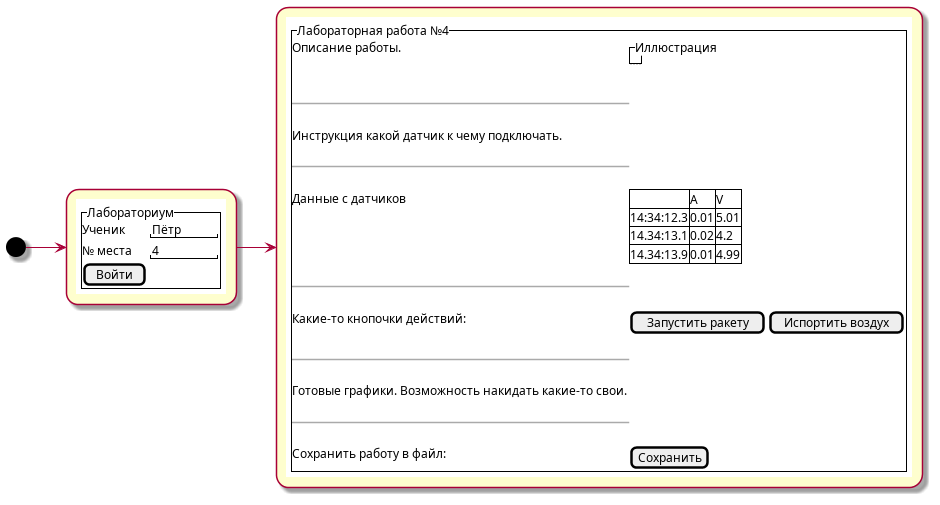 Лабораториум
Ученик Пётр
№ места 4
Войти
Лабораторная работа №4
Описание работы. Иллюстрация
Инструкция какой датчик к чему подключать.
Данные с датчиков
A V
14:34:12.3 0.01 5.01
14.34:13.1 0.02 4.2
14:34:13.9 0.01 4.99
Какие-то кнопочки действий: Запустить ракету Испортить воздух
Готовые графики. Возможность накидать какие-то свои.
Сохранить работу в файл: Сохранить